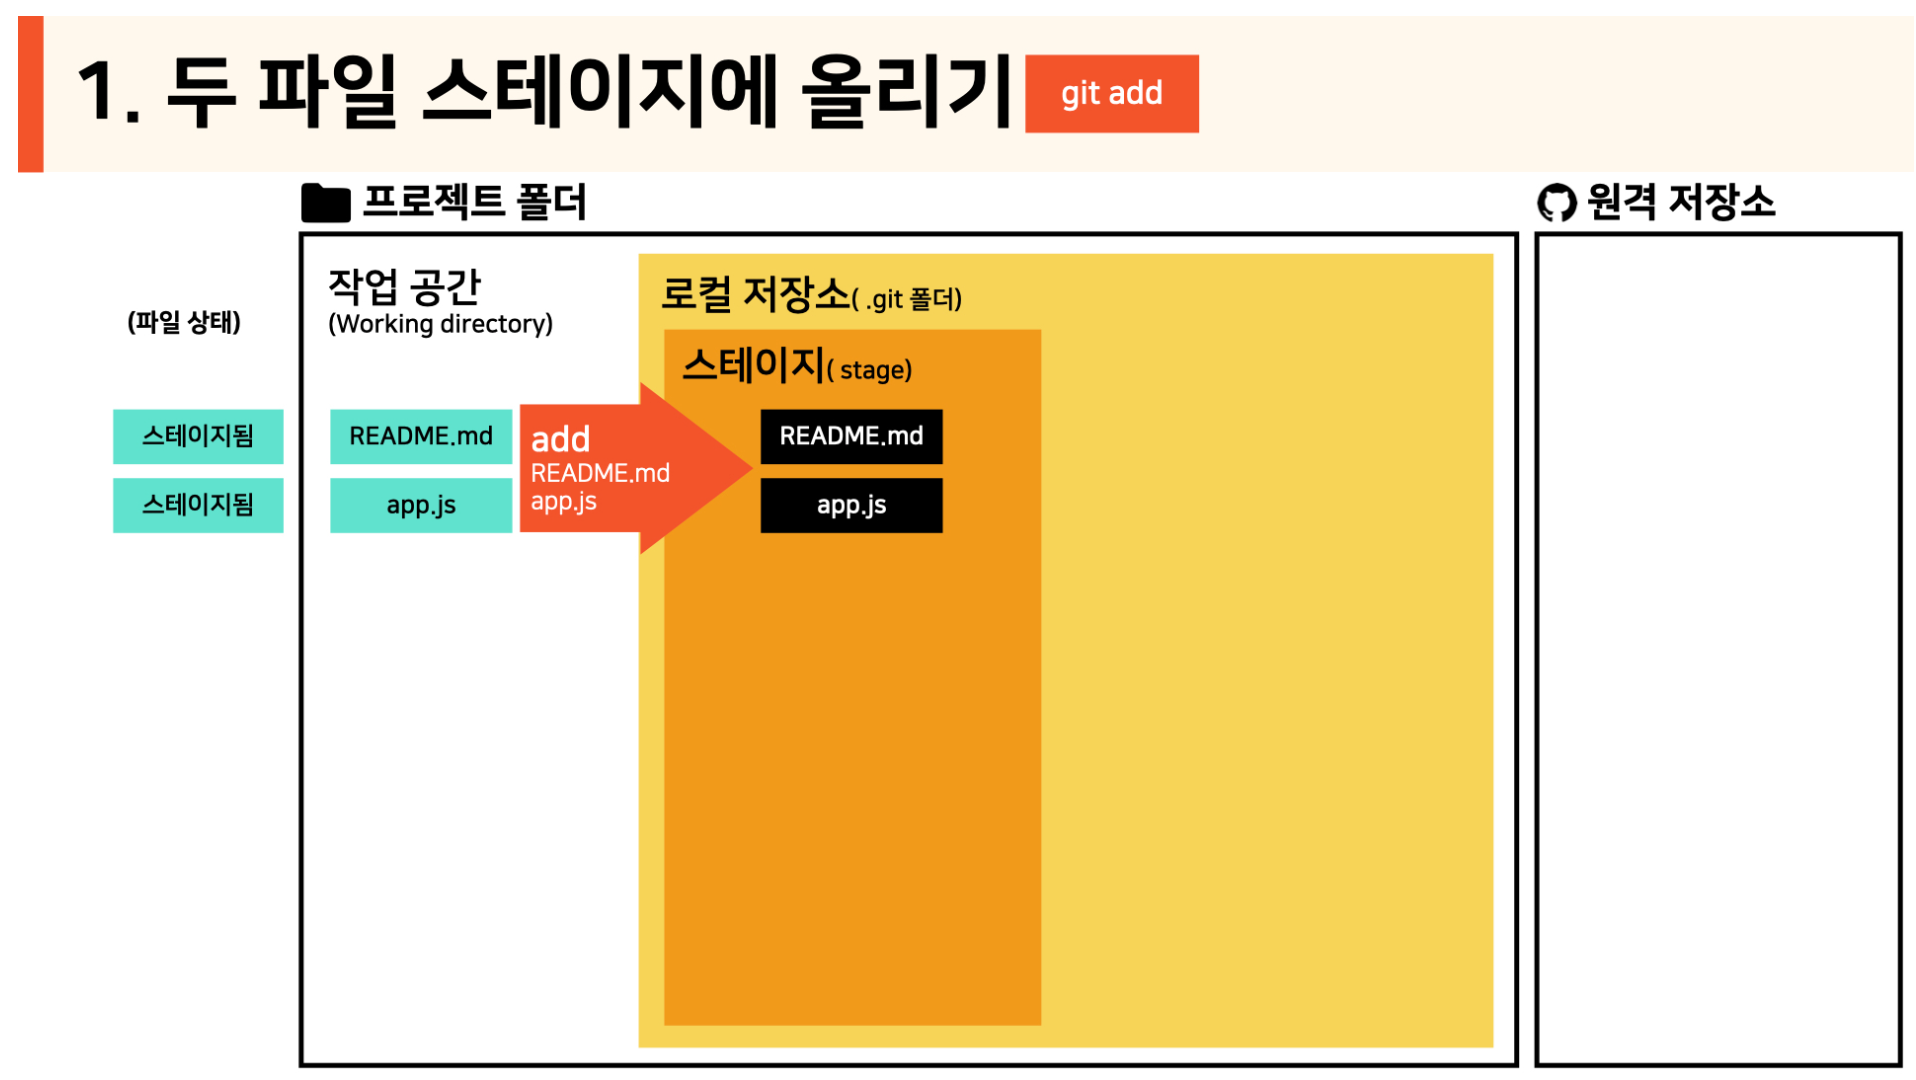 1. 두 파일 스테이지에 올리기 git add
프로젝트 폴더
원격 저장소
(파일 상태)
작업 공간
(Working directory)
로컬 저장소( .git 폴더)
스테이지( stage)
스테이지됨
README.md
add
README.md
app.js
README.md
스테이지됨
app.js
app.js